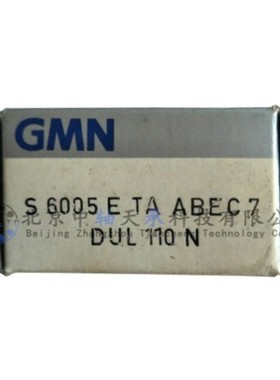 GMN
S 6005 E TA ABEC 7
北京中轴天承科技有限公司
Beijing Zhongzhou Tiancheng Technology Company
DUL 110 N